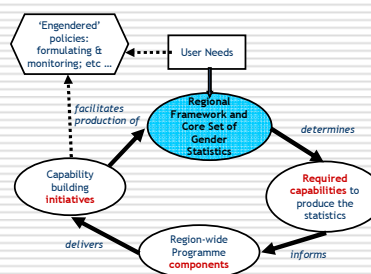 'Engendered'
policies:
formulating &
monitoring; etc ...
User Needs
facilitates
production of
Regional
Framework and
Core Set of
Gender
Statistics
determines
Capability
building
initiatives
Required
capabilities to
produce the
statistics
delivers
Region-wide
Programme
components
informs